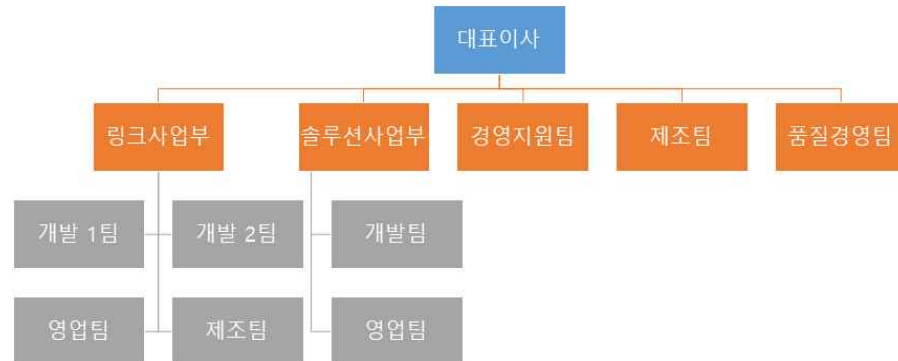 대표이사
링크사업부
솔루션사업부
경영지원팀
제조팀
품질경영팀
개발 1팀
개발 2팀
개발팀
영업팀
제조팀
영업팀